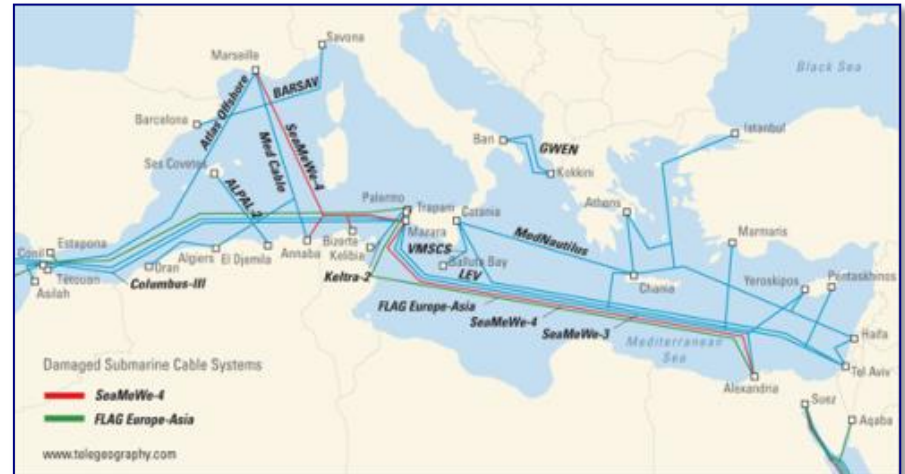 Savona
Marseille
Black Sea
BARSAV
Atlas Offshore
Barcelona
Istanbul
Med Cable
SeaMeWe-4
Bari
GWEN
Kokkini
Ses Covetes
ALPAL-2
Palermo
Trapani
Catania
Athens
Mazara
MedNautilus
Marmaris
Estepona
Conil
Bizerte
VMSCS
Balluta Bay
Yeroskipos
Pentaskhinos
Algiers
El Djemila
Annaba
Kelibia
LEV
Oran
Tetouan
Keltra-2
Chania
Asilah
Columbus-III
FLAG Europe-Asia
SeaMeWe-4
SeaMeWe-3
Haifa
Mediterranean
Sea
Damaged Submarine Cable Systems
Tel Aviv
Alexandria
SeaMeWe-4
Suez
FLAG Europe-Asia
Aqaba
www.telegeography.com